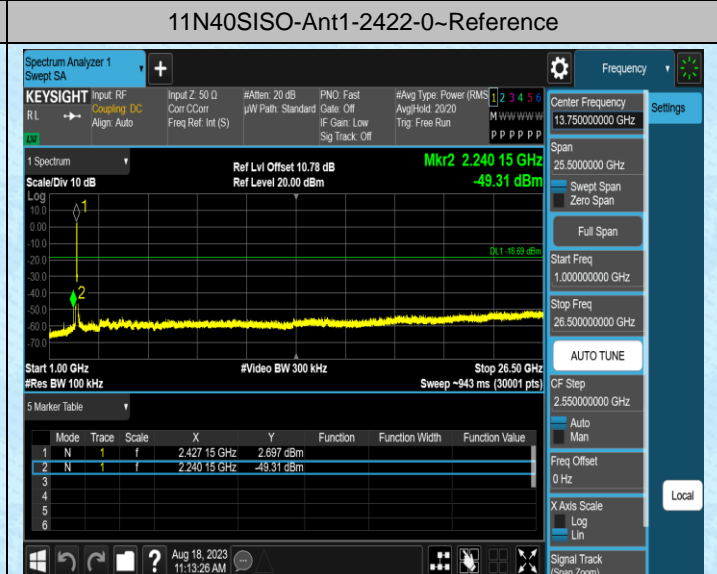 11N40SISO-Ant1-2422-0~Reference
Spectrum Analyzer 1
Swept SA
+
Frequency
KEYSIGHT
RL
LXI
Input: RF
Coupling: DC
Align: Auto
Input Z: 50 Ω
Corr CCorr
Freq Ref: Int (S)
#Atten: 20 dB
µW Path: Standard
PNO: Fast
Gate: Off
IF Gain: Low
Sig Track: Off
#Avg Type: Power (RMS
Avg|Hold: 20/20
Trig: Free Run
1 2 3 4 5 6
M W W W W W
P P P P P P
Center Frequency
13.750000000 GHz
Settings
Span
25.5000000 GHz
Swept Span
Zero Span
Full Span
Start Freq
1.000000000 GHz
Stop Freq
26.500000000 GHz
AUTO TUNE
CF Step
2.550000000 GHz
Auto
Man
Freq Offset
0 Hz
X Axis Scale
Log
Lin
Signal Track
(Span Zoom)
Local
1 Spectrum
Scale/Div 10 dB
Ref Lvl Offset 10.78 dB
Ref Level 20.00 dBm
Mkr2 2.240 15 GHz
-49.31 dBm
Log
10.0
0.00
-10.0
-20.0
-30.0
-40.0
-50.0
-60.0
-70.0
1
2
DL1 -18.69 dBm
Start 1.00 GHz
#Video BW 300 kHz
Stop 26.50 GHz
#Res BW 100 kHz
Sweep ~943 ms (30001 pts)
5 Marker Table
Mode Trace Scale X Y Function Function Width Function Value
1 N 1 f 2.427 15 GHz 2.697 dBm
2 N 1 f 2.240 15 GHz -49.31 dBm
3
4
5
6
?
Aug 18, 2023
11:13:26 AM